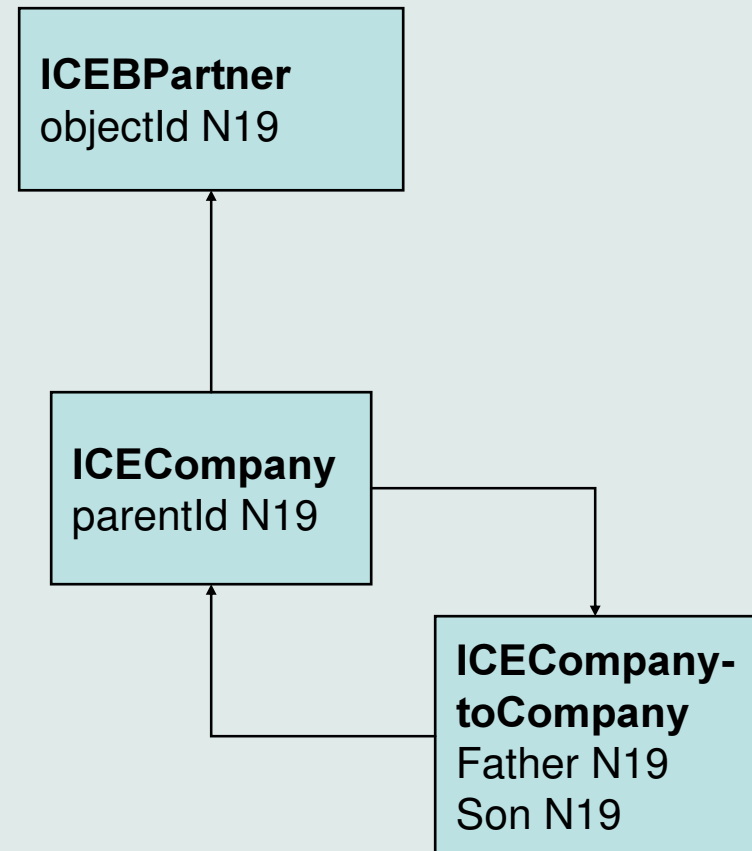 ICEBPartner
objectId N19
ICECompany
parentId N19
ICECompany-
toCompany
Father N19
Son N19